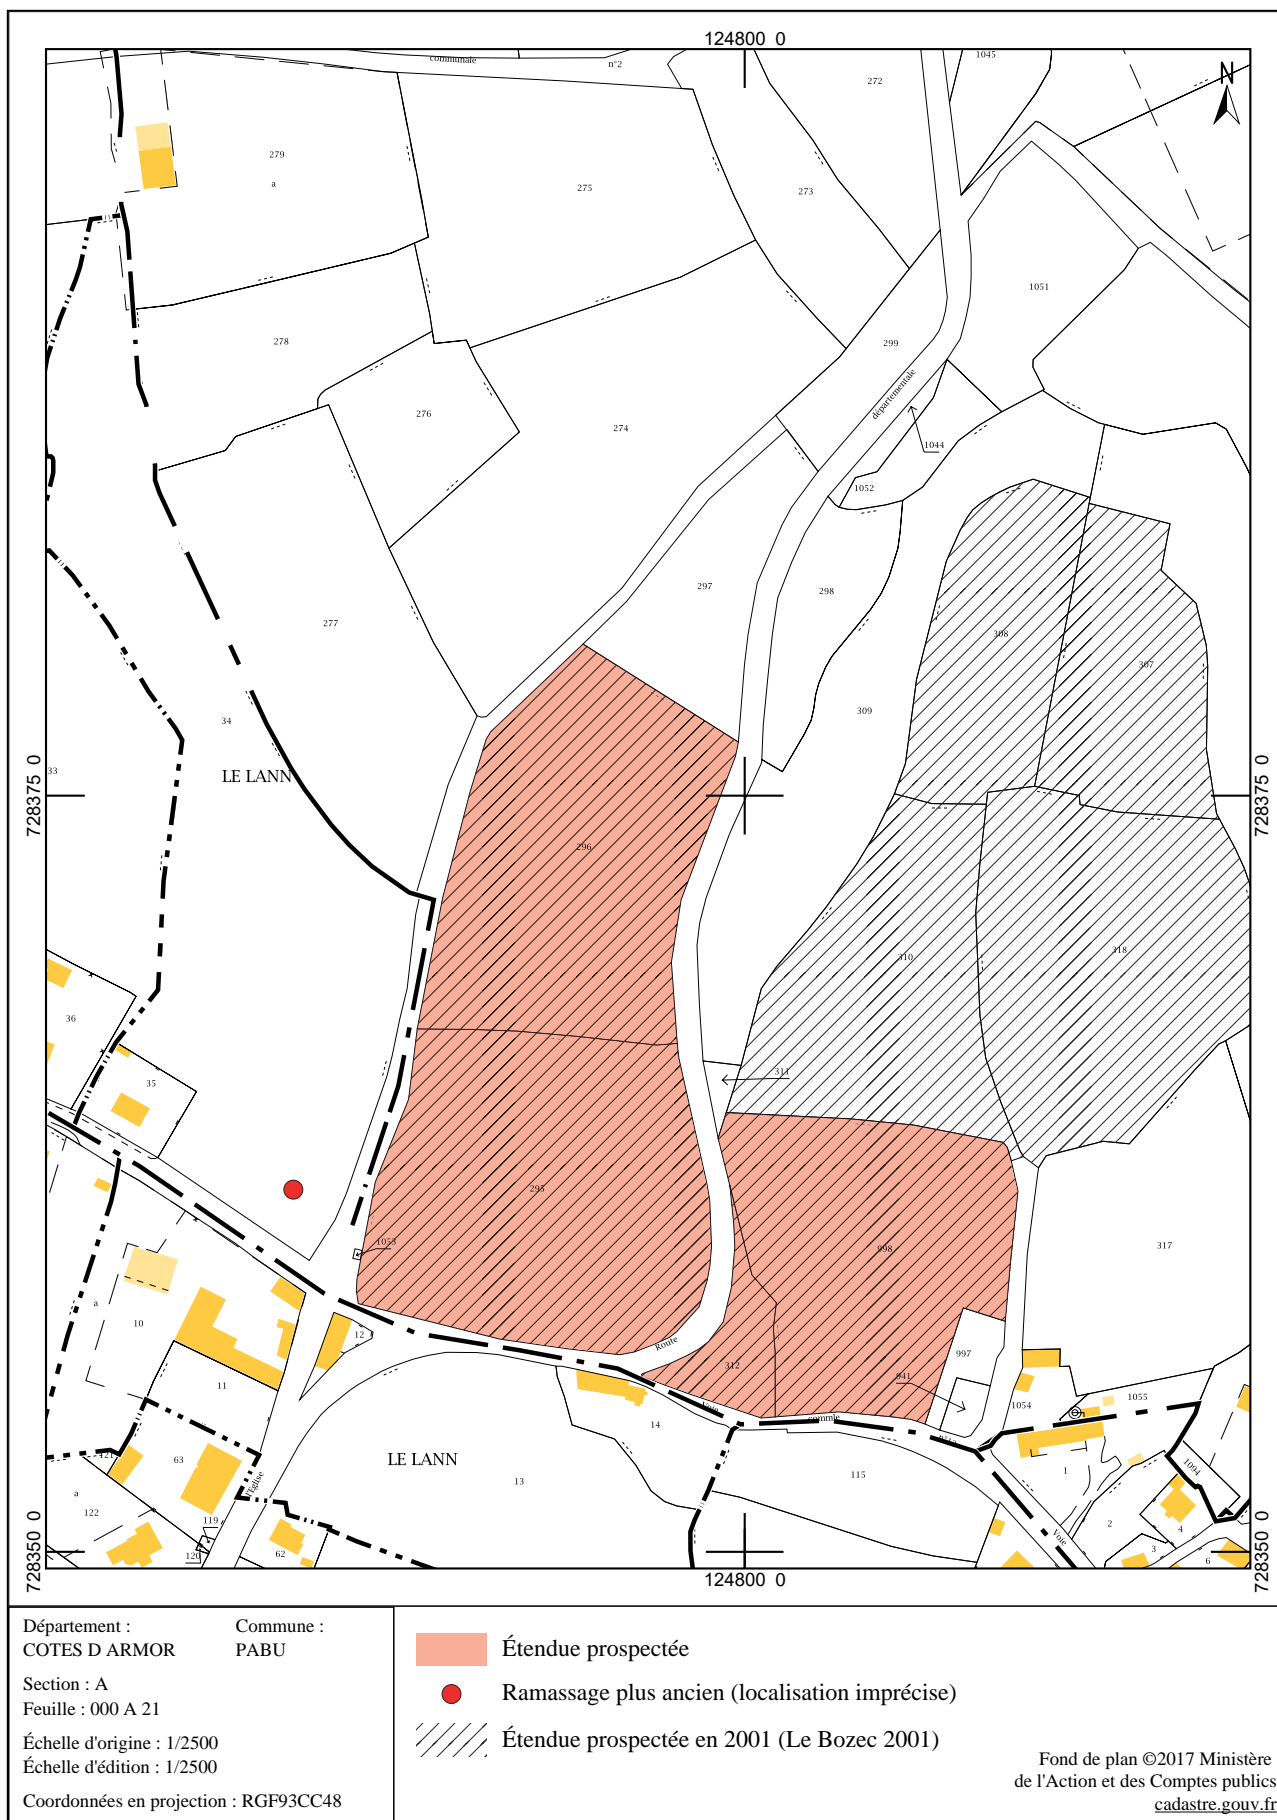 124800 0
communale
n°2
1045
272
N
279
a
275
273
1051
278
299
départementale
276
274
1044
1052
297
298
277
308
307
309
34
LE LANN
33
728375 0
728375 0
296
310
318
36
311
35
295
1053
998
317
a
10
12
Route
312
997
941
11
Voie
commle
1054
1055
14
LE LANN
13
115
1
1094
121
63
l'Eglise
a
122
119
120
62
Voie
2
3
4
6
728350 0
728350 0
124800 0
Département :
COTES D ARMOR
Commune :
PABU
Section : A
Feuille : 000 A 21
Échelle d'origine : 1/2500
Échelle d'édition : 1/2500
Coordonnées en projection : RGF93CC48
Étendue prospectée
Ramassage plus ancien (localisation imprécise)
Étendue prospectée en 2001 (Le Bozec 2001)
Fond de plan ©2017 Ministère
de l'Action et des Comptes publics
cadastre.gouv.fr